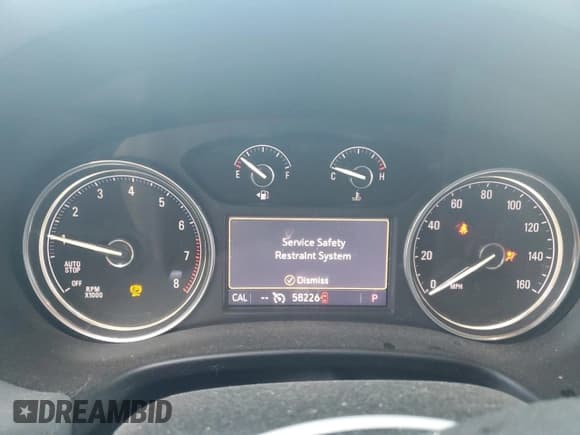 E F
C H
1 2 3 4 5 6 7 8
AUTO
STOP
OFF
RPM
X1000
Service Safety
Restraint System
Dismiss
CAL -- 58226 P
0 20 40 60 80 100 120 140 160
MPH
DREAMBID